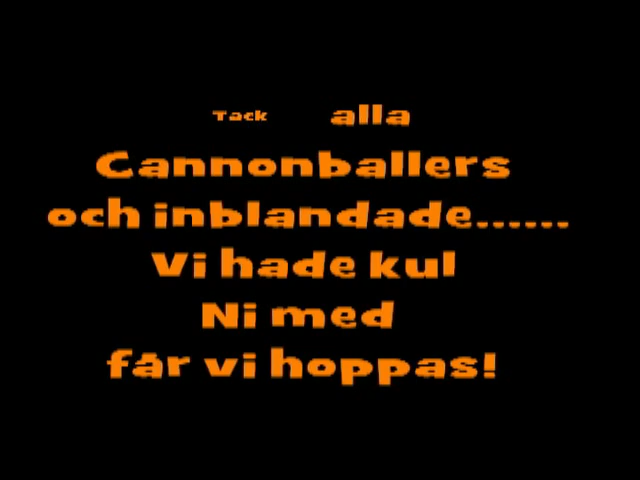 Tack alla
Cannonballers
och inblandade......
Vi hade kul
Ni med
får vi hoppas!